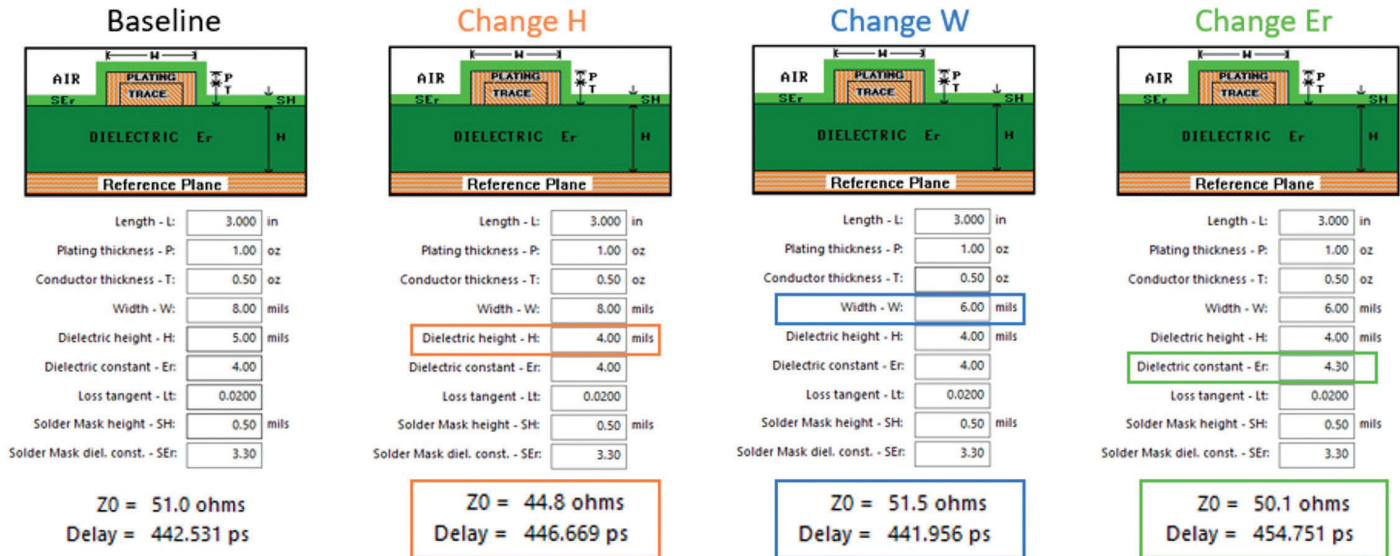 Baseline
W
AIR
PLATING
P
TRACE
T
SEr
SH
DIELECTRIC Er
H
Reference Plane
Length - L: 3.000 in
Plating thickness - P: 1.00 oz
Conductor thickness - T: 0.50 oz
Width - W: 8.00 mils
Dielectric height - H: 5.00 mils
Dielectric constant - Er: 4.00
Loss tangent - Lt: 0.0200
Solder Mask height - SH: 0.50 mils
Solder Mask diel. const. - SEr: 3.30
Z0 = 51.0 ohms
Delay = 442.531 ps
Change H
W
AIR
PLATING
P
TRACE
T
SEr
SH
DIELECTRIC Er
H
Reference Plane
Length - L: 3.000 in
Plating thickness - P: 1.00 oz
Conductor thickness - T: 0.50 oz
Width - W: 8.00 mils
Dielectric height - H: 4.00 mils
Dielectric constant - Er: 4.00
Loss tangent - Lt: 0.0200
Solder Mask height - SH: 0.50 mils
Solder Mask diel. const. - SEr: 3.30
Z0 = 44.8 ohms
Delay = 446.669 ps
Change W
W
AIR
PLATING
P
TRACE
T
SEr
SH
DIELECTRIC Er
H
Reference Plane
Length - L: 3.000 in
Plating thickness - P: 1.00 oz
Conductor thickness - T: 0.50 oz
Width - W: 6.00 mils
Dielectric height - H: 4.00 mils
Dielectric constant - Er: 4.00
Loss tangent - Lt: 0.0200
Solder Mask height - SH: 0.50 mils
Solder Mask diel. const. - SEr: 3.30
Z0 = 51.5 ohms
Delay = 441.956 ps
Change Er
W
AIR
PLATING
P
TRACE
T
SEr
SH
DIELECTRIC Er
H
Reference Plane
Length - L: 3.000 in
Plating thickness - P: 1.00 oz
Conductor thickness - T: 0.50 oz
Width - W: 6.00 mils
Dielectric height - H: 4.00 mils
Dielectric constant - Er: 4.30
Loss tangent - Lt: 0.0200
Solder Mask height - SH: 0.50 mils
Solder Mask diel. const. - SEr: 3.30
Z0 = 50.1 ohms
Delay = 454.751 ps